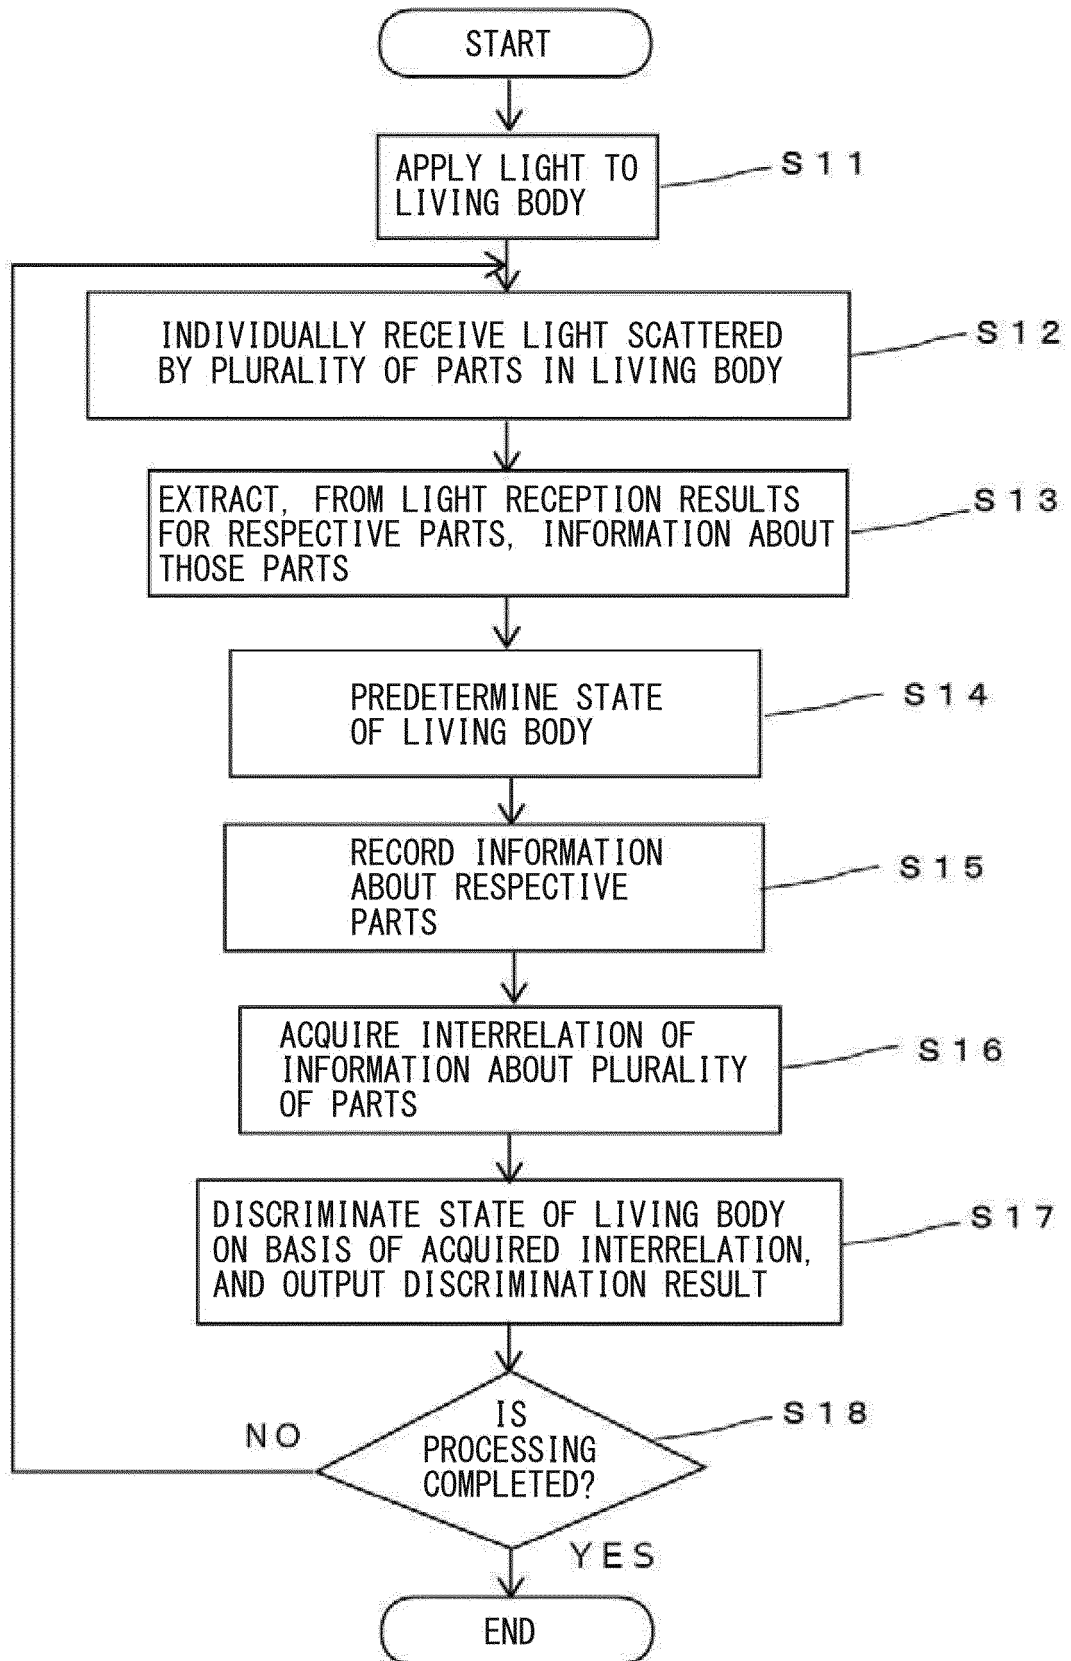 START
APPLY LIGHT TO
LIVING BODY
S11
INDIVIDUALLY RECEIVE LIGHT SCATTERED
BY PLURALITY OF PARTS IN LIVING BODY
S12
EXTRACT, FROM LIGHT RECEPTION RESULTS
FOR RESPECTIVE PARTS, INFORMATION ABOUT
THOSE PARTS
S13
PREDETERMINE STATE
OF LIVING BODY
S14
RECORD INFORMATION
ABOUT RESPECTIVE
PARTS
S15
ACQUIRE INTERRELATION OF
INFORMATION ABOUT PLURALITY
OF PARTS
S16
DISCRIMINATE STATE OF LIVING BODY
ON BASIS OF ACQUIRED INTERRELATION,
AND OUTPUT DISCRIMINATION RESULT
S17
IS
PROCESSING
COMPLETED?
S18
NO
YES
END